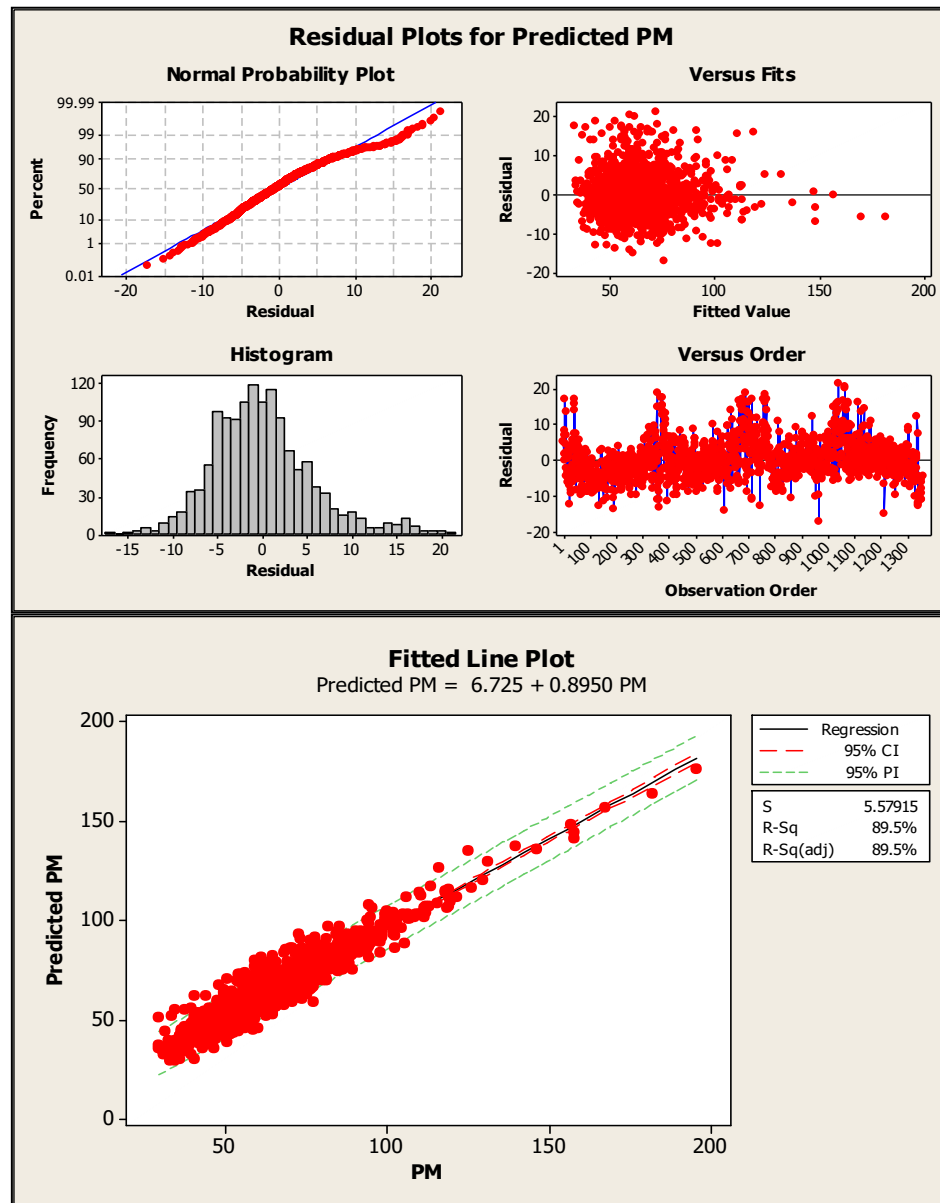 Residual Plots for Predicted PM
Normal Probability Plot
99.99
99
90
50
10
1
0.01
Percent
-20 -10 0 10 20
Residual
Versus Fits
20
10
0
-10
-20
Residual
50 100 150 200
Fitted Value
Histogram
120
90
60
30
0
Frequency
-15 -10 -5 0 5 10 15 20
Residual
Versus Order
20
10
0
-10
-20
Residual
1 100 200 300 400 500 600 700 800 900 1000 1100 1200 1300
Observation Order
Fitted Line Plot
Predicted PM = 6.725 + 0.8950 PM
200
150
100
50
0
Predicted PM
50 100 150 200
PM
Regression
95% CI
95% PI
S 5.57915
R-Sq 89.5%
R-Sq(adj) 89.5%